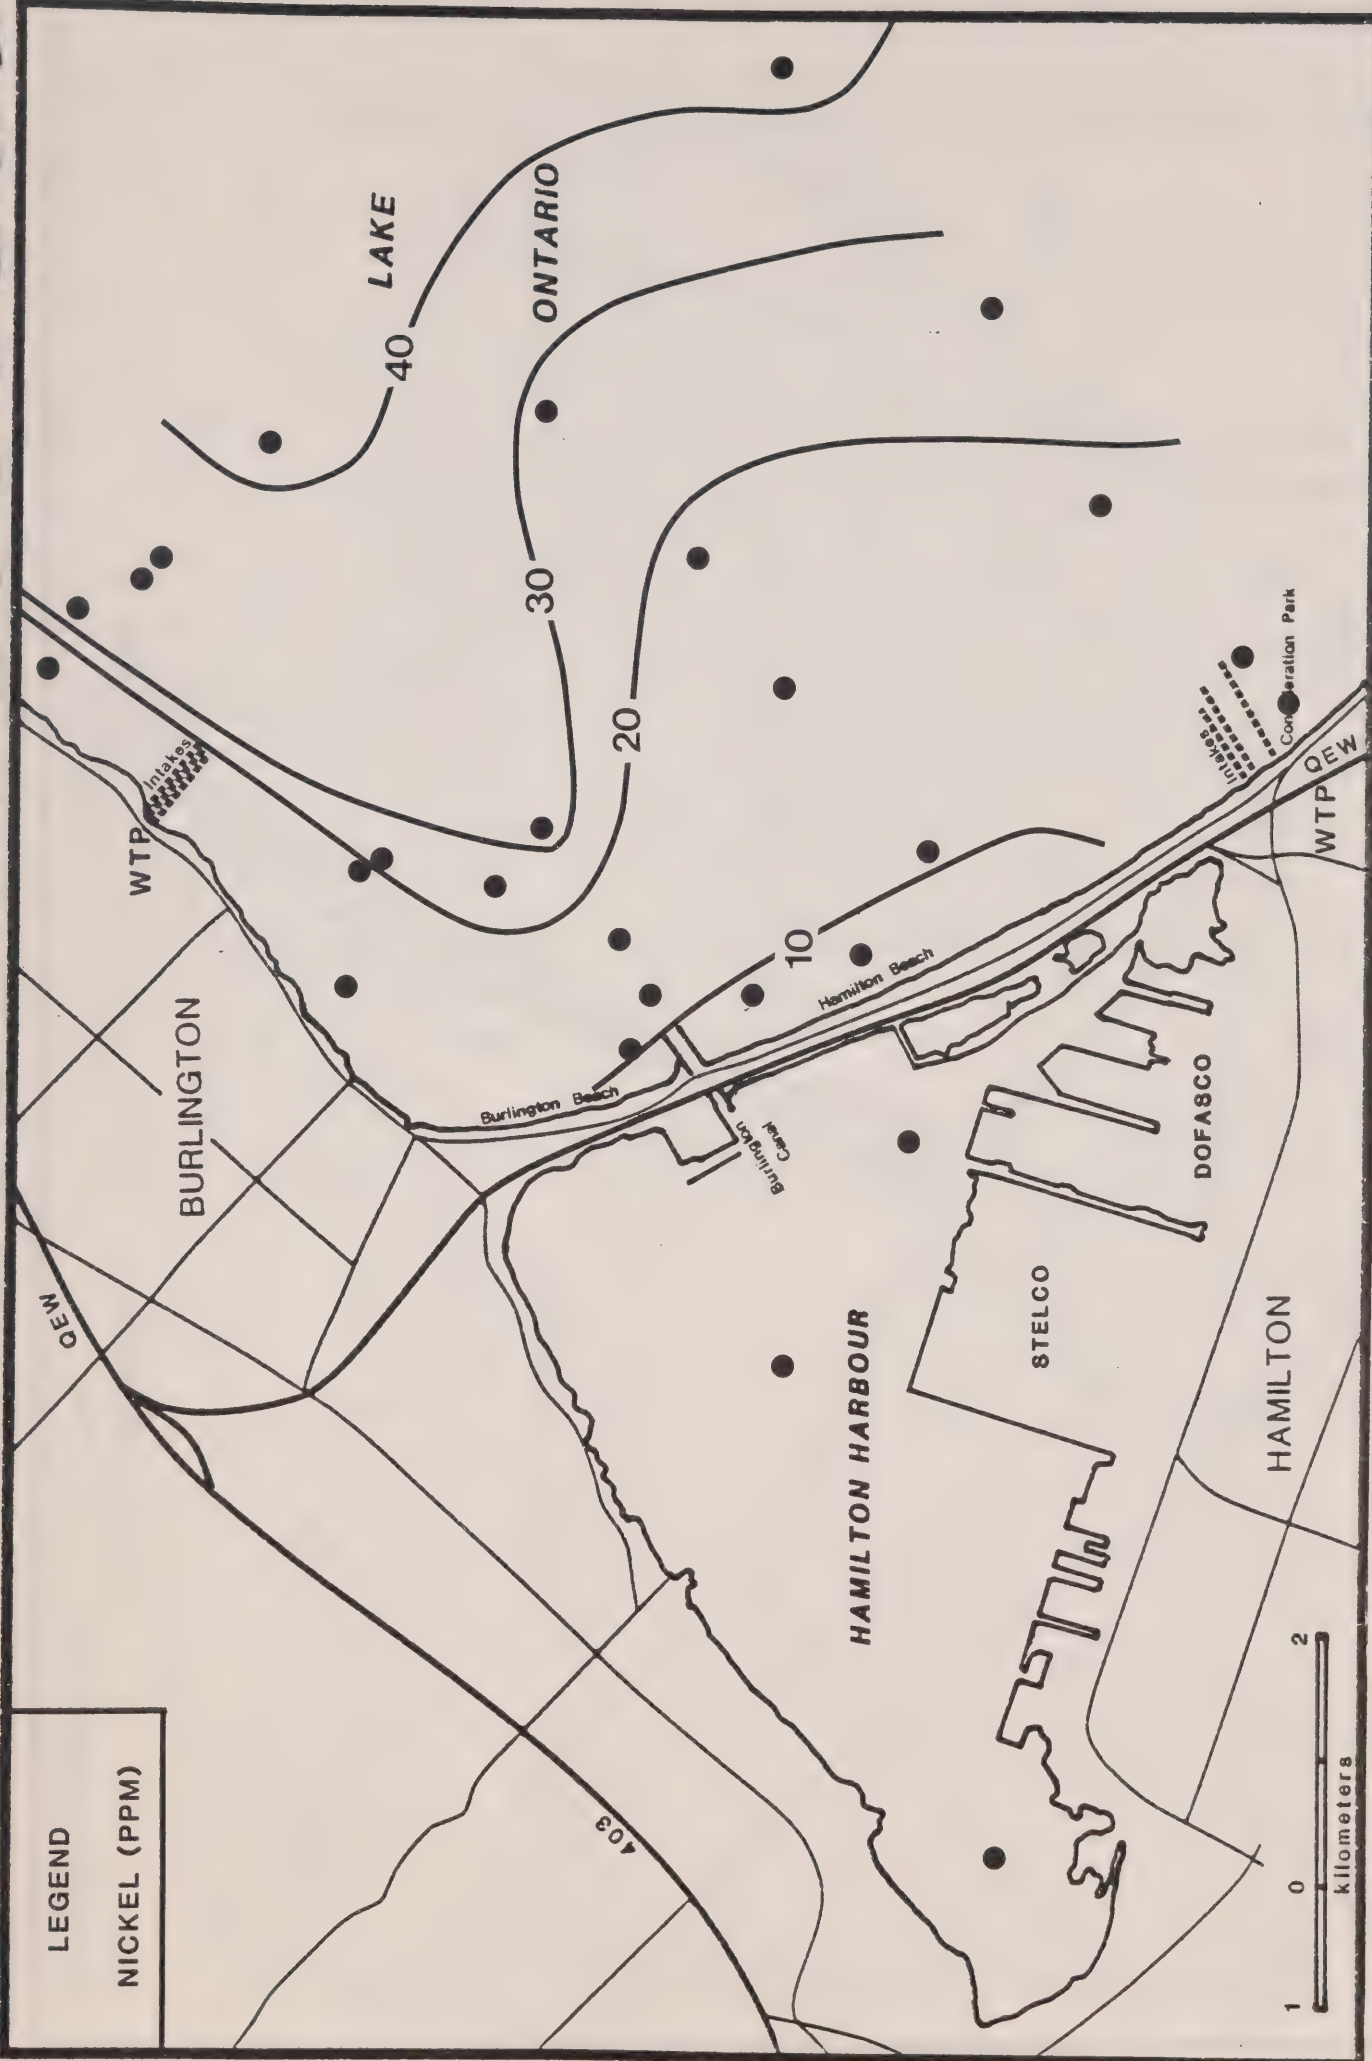 LEGEND
NICKEL (PPM)
QEW
BURLINGTON
WTP
Intakes
LAKE
ONTARIO
40
30
20
10
403
Burlington Beach
Hamilton Beach
Burlington
Canal
HAMILTON HARBOUR
STELCO
DOFASCO
HAMILTON
Intakes
Park
WTP
QEW
1 0 2
kilometers